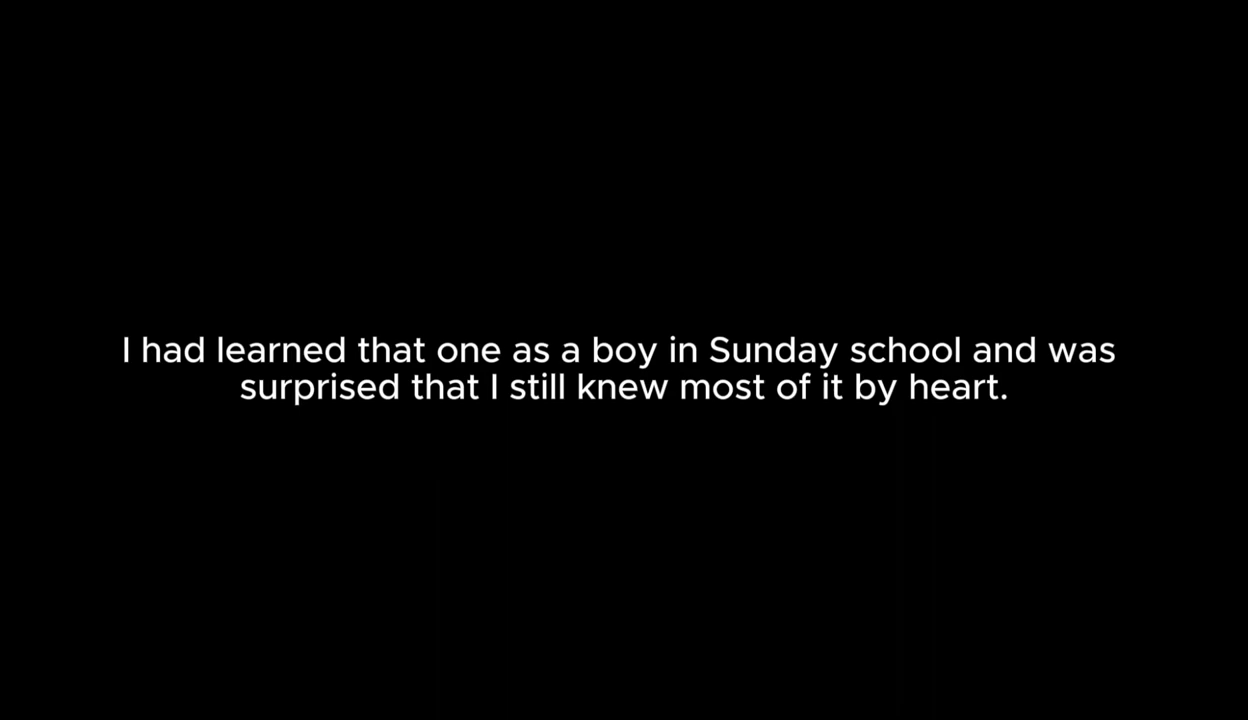 I had learned that one as a boy in Sunday school and was
surprised that I still knew most of it by heart.